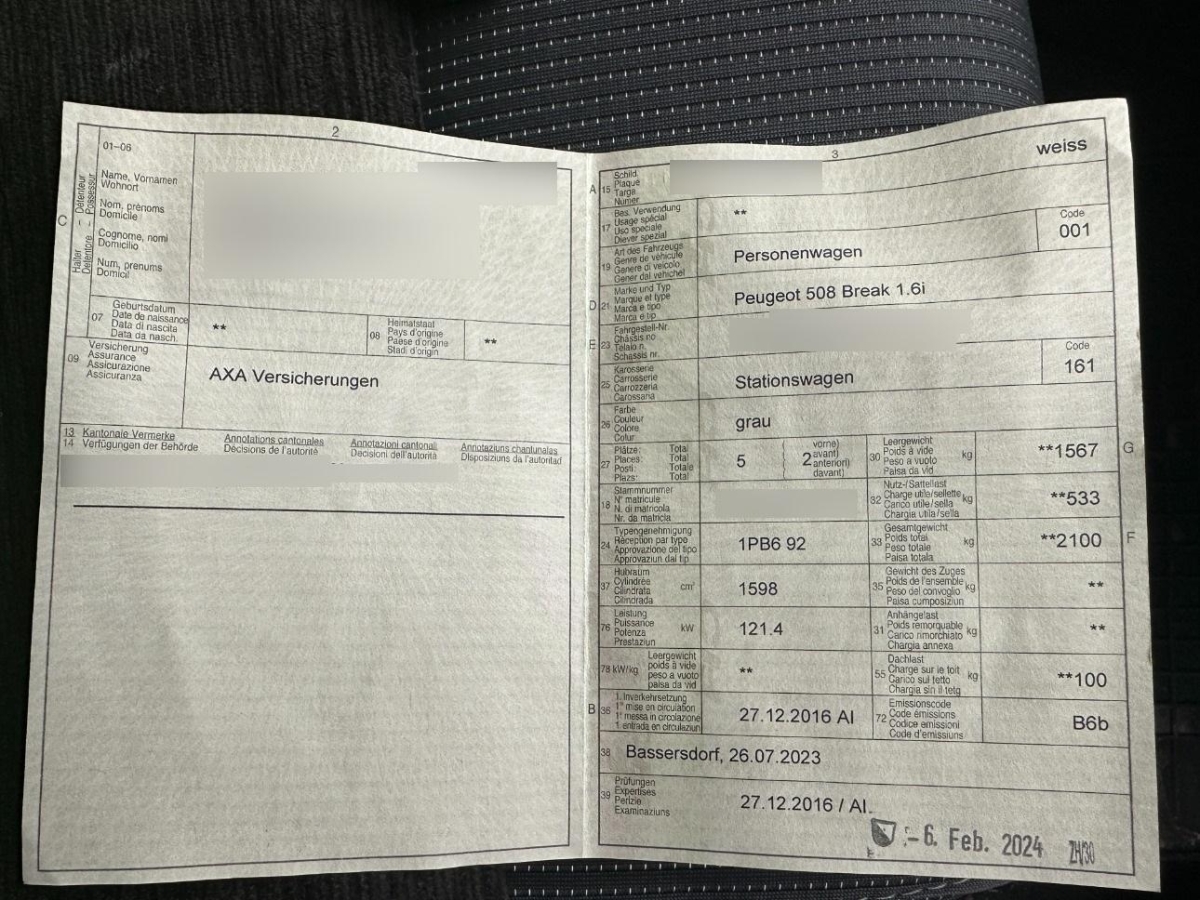 2
01–06
Name, Vornamen
Wohnort
Nom, prénoms
Domicile
Cognome, nomi
Domicilio
Num, prenums
Domicil
C
Halter – Détenteur
Detentore – Possessur
07
Geburtsdatum
Date de naissance
Data di nascita
Data da nasch.
**
08
Heimatstaat
Pays d'origine
Paese d'origine
Stadi d'origin
**
09
Versicherung
Assurance
Assicurazione
Assicuranza
AXA Versicherungen
13 Kantonale Vermerke Annotations cantonales Annotazioni cantonali Annotaziuns chantunalas
14 Verfügungen der Behörde Décisions de l'autorité Decisioni dell'autorità Disposiziuns da l'autoritad
3
weiss
A 15
Schild
Plaque
Targa
Numer
17
Bes. Verwendung
Usage spécial
Uso speciale
Diever spezial
**
19
Art des Fahrzeugs
Genre de véhicule
Genere di veicolo
Gener dal vehichel
Personenwagen
Code
001
D 21
Marke und Typ
Marque et type
Marca e tipo
Marca e tip
Peugeot 508 Break 1.6i
E 23
Fahrgestell-Nr.
Châssis no
Telaio n.
Schassis nr.
25
Karosserie
Carrosserie
Carrozzeria
Carossaria
Stationswagen
Code
161
26
Farbe
Couleur
Colore
Colur
grau
27
Plätze: Total
Places: Total
Posti: Totale
Plazs: Total
5
2
vorne)
avant)
anteriori)
davant)
30
Leergewicht
Poids à vide
Peso a vuoto
Paisa da vid
kg
**1567
G
18
Stammnummer
N° matricule
N. di matricola
Nr. da matricla
32
Nutz-/Sattellast
Charge utile/sellette
Carico utile/sella
Chargia utila/sella
kg
**533
24
Typengenehmigung
Réception par type
Approvazione del tipo
Approvaziun dal tip
1PB6 92
33
Gesamtgewicht
Poids total
Peso totale
Paisa totala
kg
**2100
F
37
Hubraum
Cylindrée
Cilindrata
Cilindrada
cm³
1598
35
Gewicht des Zuges
Poids de l'ensemble
Peso del convoglio
Paisa cumposiziun
kg
**
76
Leistung
Puissance
Potenza
Prestaziun
kW
121.4
31
Anhängelast
Poids remorquable
Carico rimorchiato
Chargia annexa
kg
**
78 kW/kg
Leergewicht
poids à vide
peso a vuoto
paisa da vid
**
55
Dachlast
Charge sur le toit
Carico sul tetto
Chargia sin il tetg
kg
**100
B 36
1. Inverkehrsetzung
1re mise en circulation
1a messa in circolazione
1. entrada en circulaziun
27.12.2016 AI
72
Emissionscode
Code émissions
Codice emissioni
Code d'emissiuns
B6b
38
Bassersdorf, 26.07.2023
39
Prüfungen
Expertises
Perizie
Examinaziuns
27.12.2016 / AI.
– 6. Feb. 2024
ZH/30